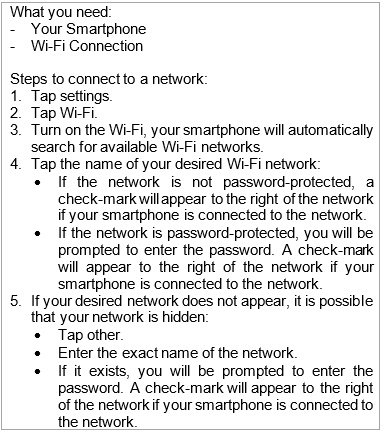 What you need:
- Your Smartphone
- Wi-Fi Connection
Steps to connect to a network:
1. Tap settings.
2. Tap Wi-Fi.
3. Turn on the Wi-Fi, your smartphone will automatically
search for available Wi-Fi networks.
4. Tap the name of your desired Wi-Fi network:
• If the network is not password-protected, a
check-mark will appear to the right of the network
if your smartphone is connected to the network.
• If the network is password-protected, you will be
prompted to enter the password. A check-mark
will appear to the right of the network if your
smartphone is connected to the network.
5. If your desired network does not appear, it is possible
that your network is hidden:
• Tap other.
• Enter the exact name of the network.
• If it exists, you will be prompted to enter the
password. A check-mark will appear to the right
of the network if your smartphone is connected to
the network.